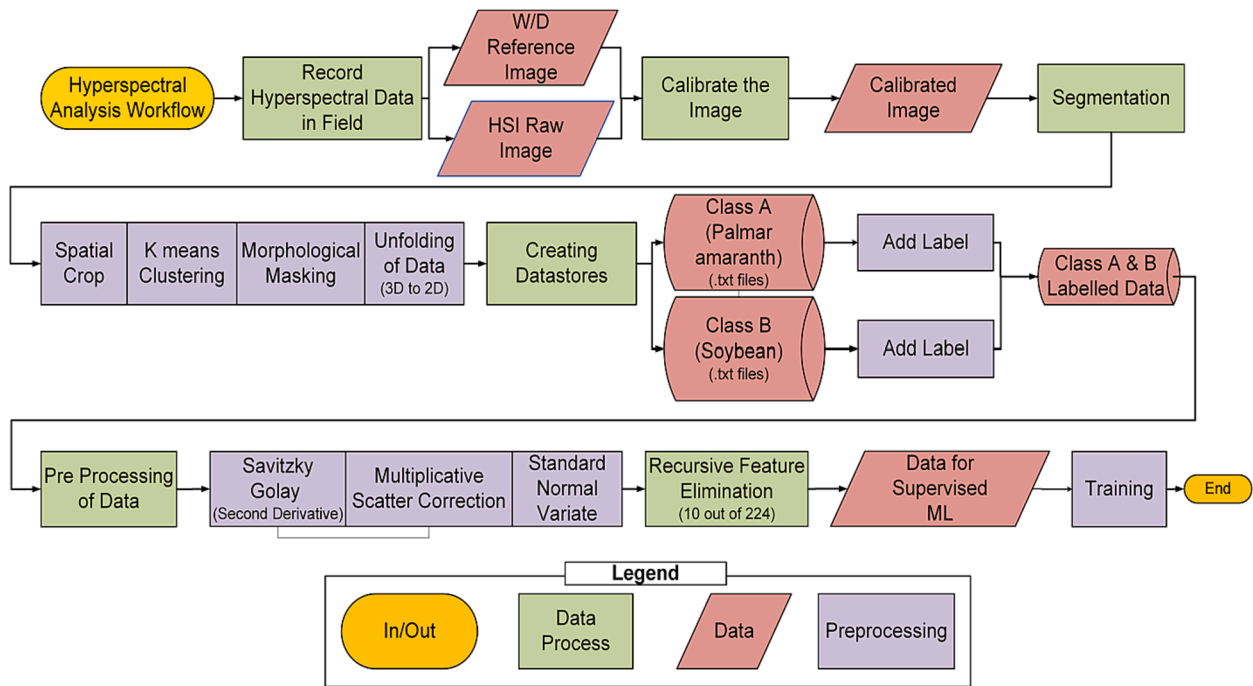 Hyperspectral
Analysis Workflow
Record
Hyperspectral Data
in Field
W/D
Reference
Image
HSI Raw
Image
Calibrate the
Image
Calibrated
Image
Segmentation
Spatial
Crop
K means
Clustering
Morphological
Masking
Unfolding
of Data
(3D to 2D)
Creating
Datastores
Class A
(Palmar
amaranth)
(.txt files)
Class B
(Soybean)
(.txt files)
Add Label
Add Label
Class A & B
Labelled Data
Pre Processing
of Data
Savitzky
Golay
(Second Derivative)
Multiplicative
Scatter Correction
Standard
Normal
Variate
Recursive Feature
Elimination
(10 out of 224)
Data for
Supervised
ML
Training
End
Legend
In/Out
Data
Process
Data
Preprocessing